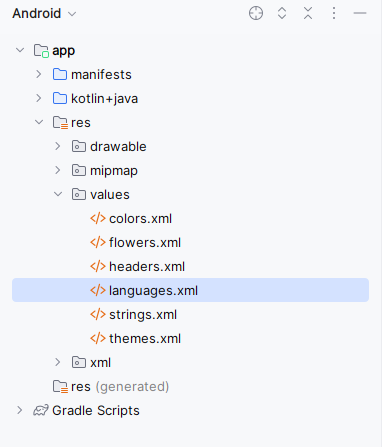 Android
app
manifests
kotlin+java
res
drawable
mipmap
values
colors.xml
flowers.xml
headers.xml
languages.xml
strings.xml
themes.xml
xml
res (generated)
Gradle Scripts